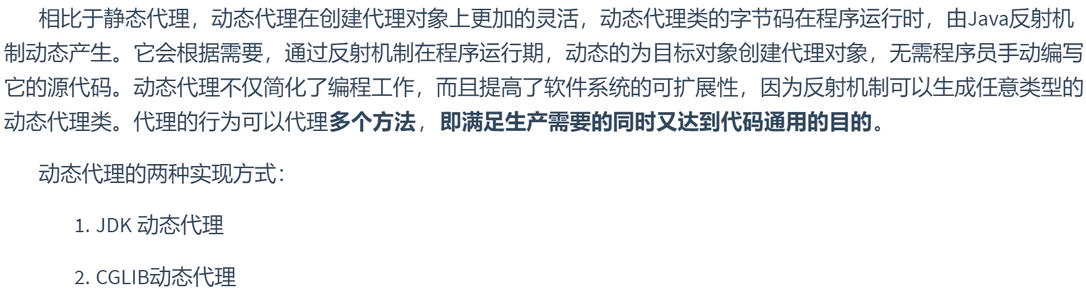 相比于静态代理，动态代理在创建代理对象上更加的灵活，动态代理类的字节码在程序运行时，由Java反射机
制动态产生。它会根据需要，通过反射机制在程序运行期，动态的为目标对象创建代理对象，无需程序员手动编写
它的源代码。动态代理不仅简化了编程工作，而且提高了软件系统的可扩展性，因为反射机制可以生成任意类型的
动态代理类。代理的行为可以代理多个方法，即满足生产需要的同时又达到代码通用的目的。
动态代理的两种实现方式：
1. JDK 动态代理
2. CGLIB动态代理